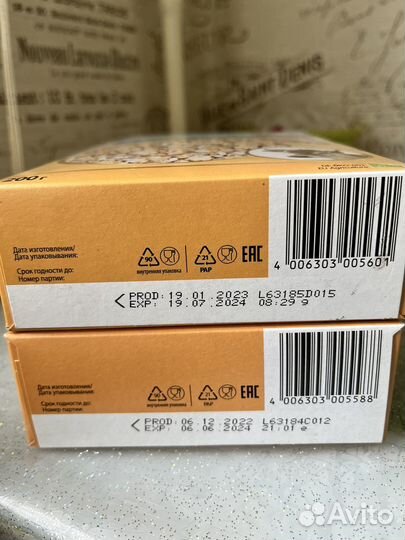 200 г
EU Agriculture
Дата изготовления/
Дата упаковывания:
Срок годности до:
Номер партии:
90
внутренняя упаковка
21
PAP
EAC
4 006303 005601
< PROD: 19.01.2023 L63185D015
EXP: 19.07.2024 08:29 g
Дата изготовления/
Дата упаковывания:
Срок годности до:
Номер партии:
90
внутренняя упаковка
21
PAP
EAC
4 006303 005588
< PROD: 06.12.2022 L63184C012
EXP: 06.06.2024 21:01 e
Avito